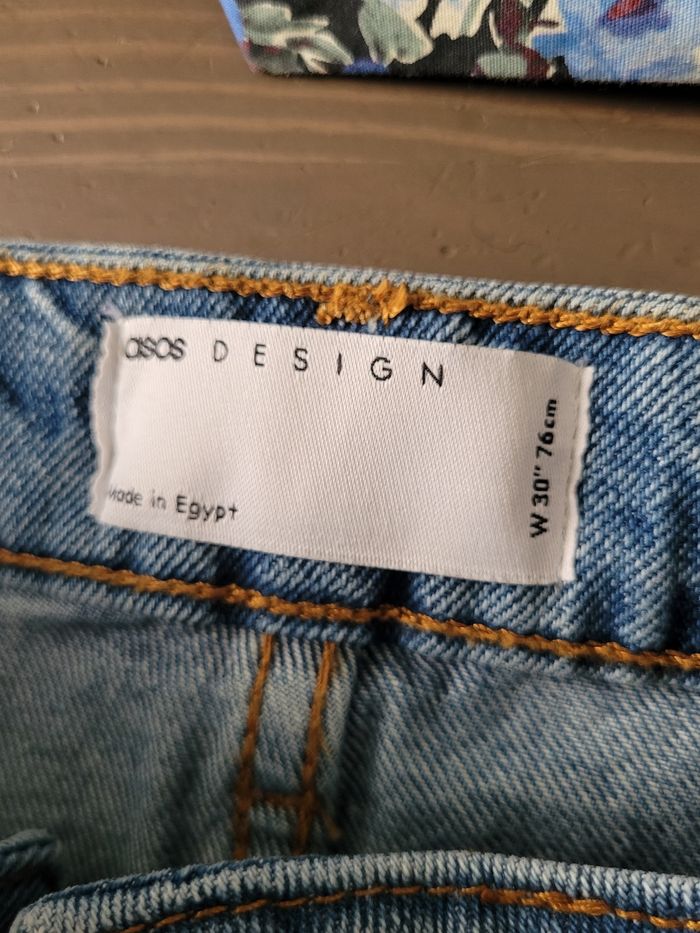 asos DESIGN
Made in Egypt
W 30" 76cm